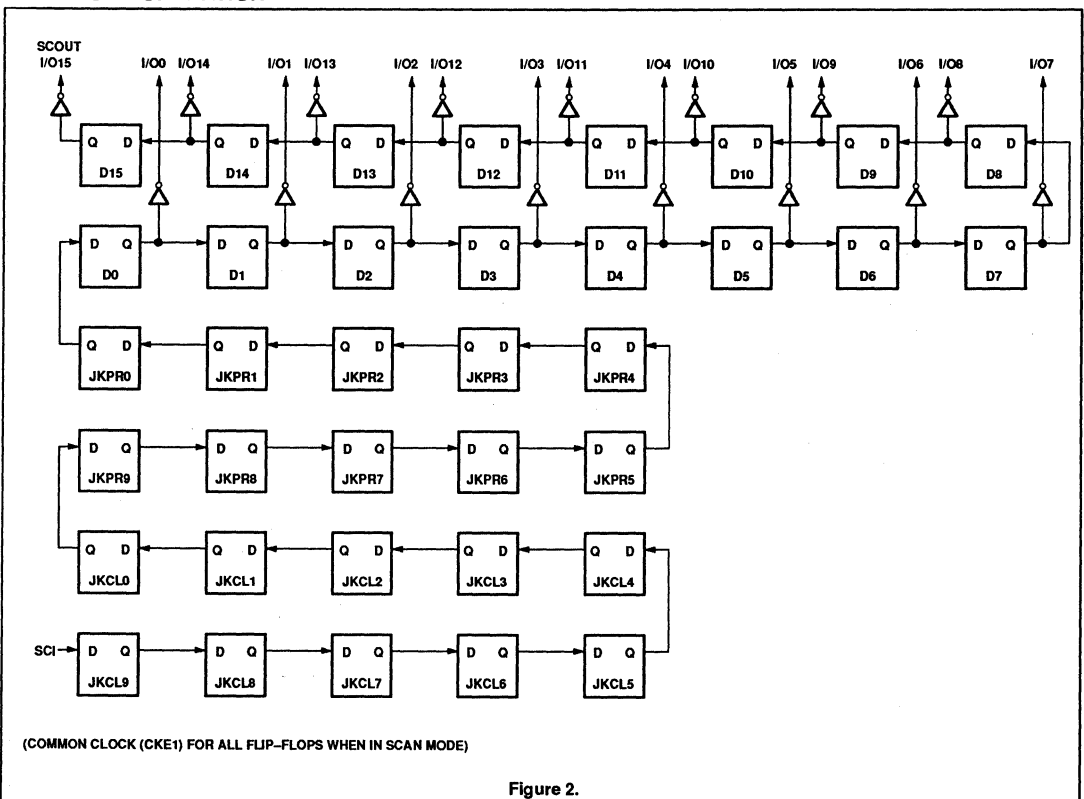 SCOUT
I/O15 I/O0 I/O14 I/O1 I/O13 I/O2 I/O12 I/O3 I/O11 I/O4 I/O10 I/O5 I/O9 I/O6 I/O8 I/O7
Q D Q D Q D Q D Q D Q D Q D Q D
D15 D14 D13 D12 D11 D10 D9 D8
D Q D Q D Q D Q D Q D Q D Q D Q
D0 D1 D2 D3 D4 D5 D6 D7
Q D Q D Q D Q D Q D
JKPR0 JKPR1 JKPR2 JKPR3 JKPR4
D Q D Q D Q D Q D Q
JKPR9 JKPR8 JKPR7 JKPR6 JKPR5
Q D Q D Q D Q D Q D
JKCL0 JKCL1 JKCL2 JKCL3 JKCL4
SCI D Q D Q D Q D Q D Q
JKCL9 JKCL8 JKCL7 JKCL6 JKCL5
(COMMON CLOCK (CKE1) FOR ALL FLIP–FLOPS WHEN IN SCAN MODE)
Figure 2.